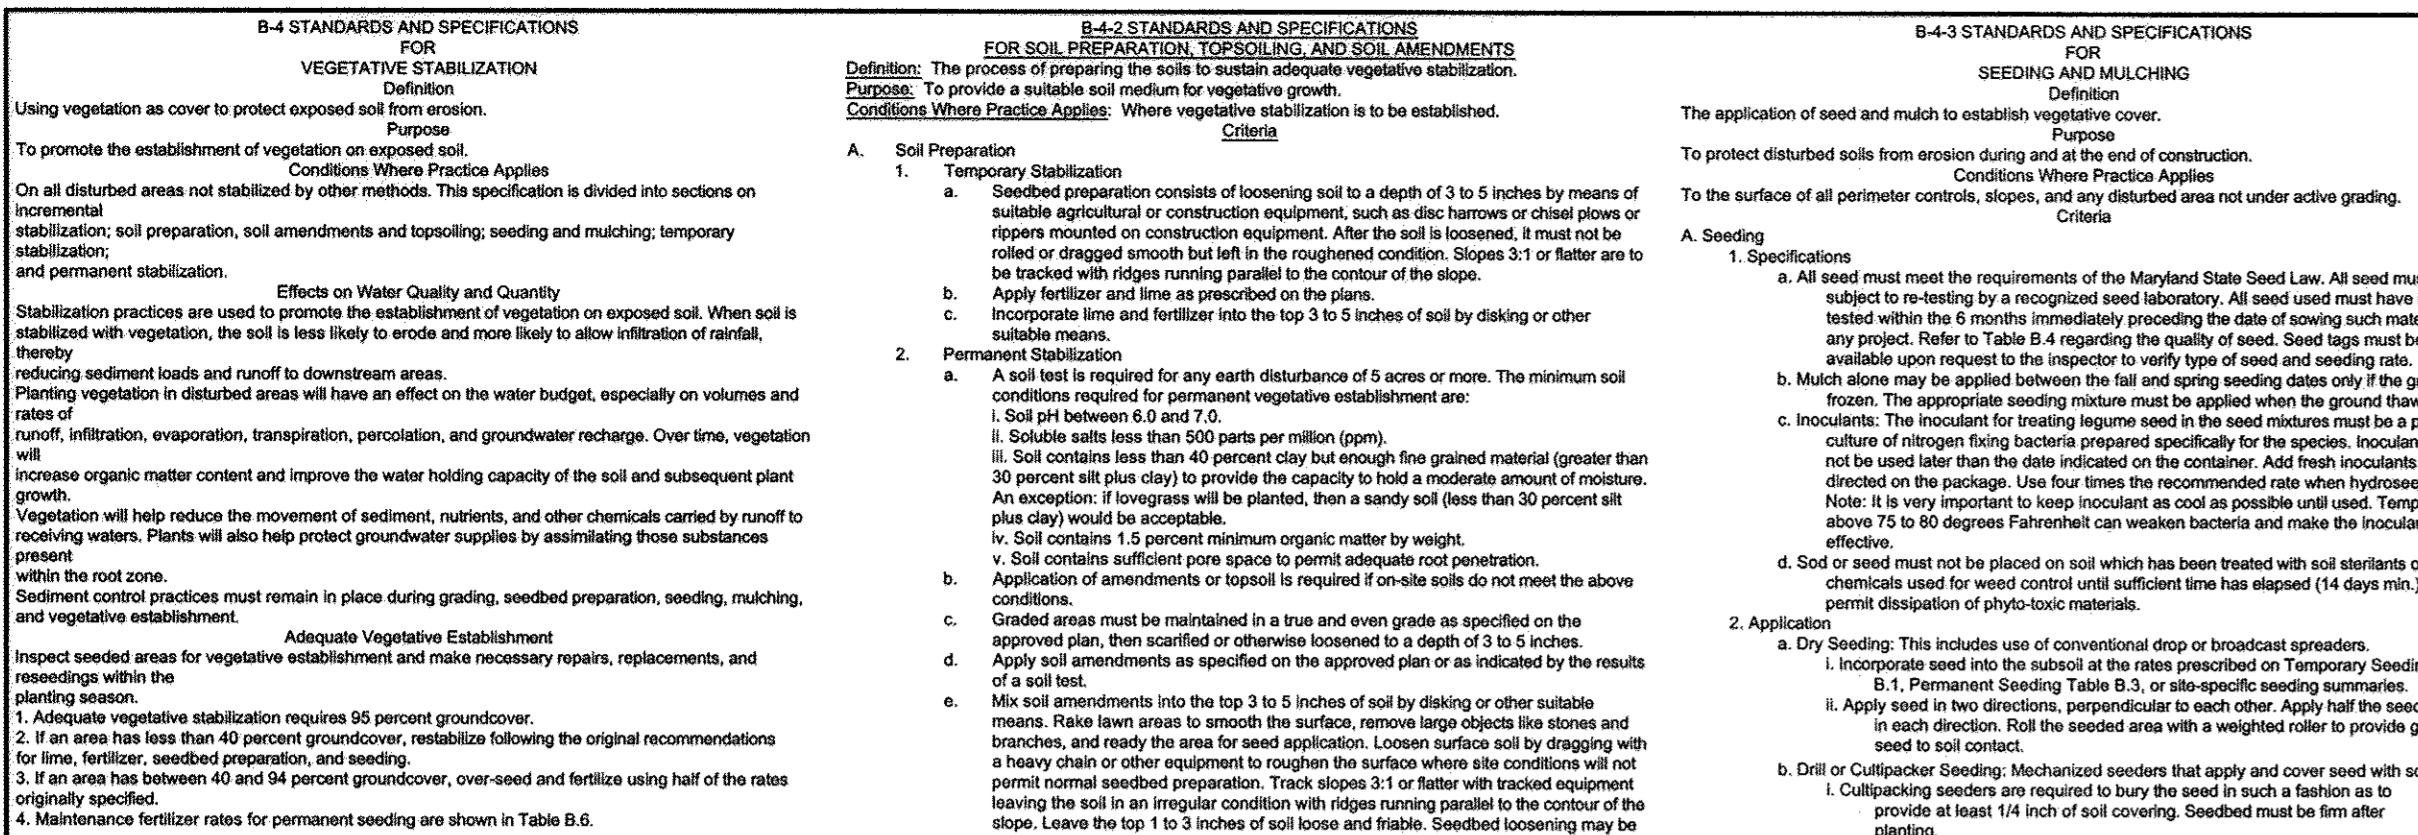 B-4 STANDARDS AND SPECIFICATIONS
FOR
VEGETATIVE STABILIZATION
Definition
Using vegetation as cover to protect exposed soil from erosion.
Purpose
To promote the establishment of vegetation on exposed soil.
Conditions Where Practice Applies
On all disturbed areas not stabilized by other methods. This specification is divided into sections on
incremental
stabilization; soil preparation, soil amendments and topsoiling; seeding and mulching; temporary
stabilization;
and permanent stabilization.
Effects on Water Quality and Quantity
Stabilization practices are used to promote the establishment of vegetation on exposed soil. When soil is
stabilized with vegetation, the soil is less likely to erode and more likely to allow infiltration of rainfall,
thereby
reducing sediment loads and runoff to downstream areas.
Planting vegetation in disturbed areas will have an effect on the water budget, especially on volumes and
rates of
runoff, infiltration, evaporation, transpiration, percolation, and groundwater recharge. Over time, vegetation
will
increase organic matter content and improve the water holding capacity of the soil and subsequent plant
growth.
Vegetation will help reduce the movement of sediment, nutrients, and other chemicals carried by runoff to
receiving waters. Plants will also help protect groundwater supplies by assimilating those substances
present
within the root zone.
Sediment control practices must remain in place during grading, seedbed preparation, seeding, mulching,
and vegetative establishment.
Adequate Vegetative Establishment
Inspect seeded areas for vegetative establishment and make necessary repairs, replacements, and
reseedings within the
planting season.
1. Adequate vegetative stabilization requires 95 percent groundcover.
2. If an area has less than 40 percent groundcover, restabilize following the original recommendations
for lime, fertilizer, seedbed preparation, and seeding.
3. If an area has between 40 and 94 percent groundcover, over-seed and fertilize using half of the rates
originally specified.
4. Maintenance fertilizer rates for permanent seeding are shown in Table B.6.
B-4-2 STANDARDS AND SPECIFICATIONS
FOR SOIL PREPARATION, TOPSOILING, AND SOIL AMENDMENTS
Definition: The process of preparing the soils to sustain adequate vegetative stabilization.
Purpose: To provide a suitable soil medium for vegetative growth.
Conditions Where Practice Applies: Where vegetative stabilization is to be established.
Criteria
A. Soil Preparation
1. Temporary Stabilization
a. Seedbed preparation consists of loosening soil to a depth of 3 to 5 inches by means of
suitable agricultural or construction equipment, such as disc harrows or chisel plows or
rippers mounted on construction equipment. After the soil is loosened, it must not be
rolled or dragged smooth but left in the roughened condition. Slopes 3:1 or flatter are to
be tracked with ridges running parallel to the contour of the slope.
b. Apply fertilizer and lime as prescribed on the plans.
c. Incorporate lime and fertilizer into the top 3 to 5 inches of soil by disking or other
suitable means.
2. Permanent Stabilization
a. A soil test is required for any earth disturbance of 5 acres or more. The minimum soil
conditions required for permanent vegetative establishment are:
i. Soil pH between 6.0 and 7.0.
ii. Soluble salts less than 500 parts per million (ppm).
iii. Soil contains less than 40 percent clay but enough fine grained material (greater than
30 percent silt plus clay) to provide the capacity to hold a moderate amount of moisture.
An exception: if lovegrass will be planted, then a sandy soil (less than 30 percent silt
plus clay) would be acceptable.
iv. Soil contains 1.5 percent minimum organic matter by weight.
v. Soil contains sufficient pore space to permit adequate root penetration.
b. Application of amendments or topsoil is required if on-site soils do not meet the above
conditions.
c. Graded areas must be maintained in a true and even grade as specified on the
approved plan, then scarified or otherwise loosened to a depth of 3 to 5 inches.
d. Apply soil amendments as specified on the approved plan or as indicated by the results
of a soil test.
e. Mix soil amendments into the top 3 to 5 inches of soil by disking or other suitable
means. Rake lawn areas to smooth the surface, remove large objects like stones and
branches, and ready the area for seed application. Loosen surface soil by dragging with
a heavy chain or other equipment to roughen the surface where site conditions will not
permit normal seedbed preparation. Track slopes 3:1 or flatter with tracked equipment
leaving the soil in an irregular condition with ridges running parallel to the contour of the
slope. Leave the top 1 to 3 inches of soil loose and friable. Seedbed loosening may be
B-4-3 STANDARDS AND SPECIFICATIONS
FOR
SEEDING AND MULCHING
Definition
The application of seed and mulch to establish vegetative cover.
Purpose
To protect disturbed soils from erosion during and at the end of construction.
Conditions Where Practice Applies
To the surface of all perimeter controls, slopes, and any disturbed area not under active grading.
Criteria
A. Seeding
1. Specifications
a. All seed must meet the requirements of the Maryland State Seed Law. All seed
subject to re-testing by a recognized seed laboratory. All seed used must have
tested within the 6 months immediately preceding the date of sowing such
any project. Refer to Table B.4 regarding the quality of seed. Seed tags must
available upon request to the inspector to verify type of seed and seeding rate.
b. Mulch alone may be applied between the fall and spring seeding dates only if the
frozen. The appropriate seeding mixture must be applied when the ground
c. Inoculants: The inoculant for treating legume seed in the seed mixtures must be a
culture of nitrogen fixing bacteria prepared specifically for the species.
not be used later than the date indicated on the container. Add fresh inoculants
directed on the package. Use four times the recommended rate when
Note: It is very important to keep inoculant as cool as possible until used.
above 75 to 80 degrees Fahrenheit can weaken bacteria and make the
effective.
d. Sod or seed must not be placed on soil which has been treated with soil sterilants
chemicals used for weed control until sufficient time has elapsed (14 days min.)
permit dissipation of phyto-toxic materials.
2. Application
a. Dry Seeding: This includes use of conventional drop or broadcast spreaders.
i. Incorporate seed into the subsoil at the rates prescribed on Temporary
B.1, Permanent Seeding Table B.3, or site-specific seeding summaries.
ii. Apply seed in two directions, perpendicular to each other. Apply half the
in each direction. Roll the seeded area with a weighted roller to provide
seed to soil contact.
b. Drill or Cultipacker Seeding: Mechanized seeders that apply and cover seed with
i. Cultipacking seeders are required to bury the seed in such a fashion as to
provide at least 1/4 inch of soil covering. Seedbed must be firm after
planting.